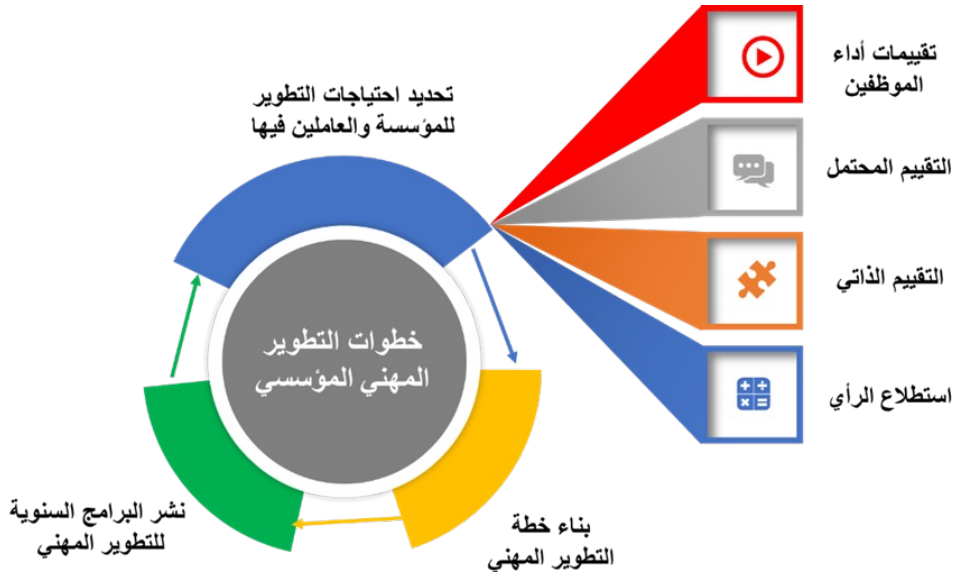 تحديد احتياجات التطوير
للمؤسسة والعاملين فيها
تقييمات أداء
الموظفين
التقييم المحتمل
التقييم الذاتي
استطلاع الرأي
خطوات التطوير
المهني المؤسسي
بناء خطة
التطوير المهني
نشر البرامج السنوية
للتطوير المهني